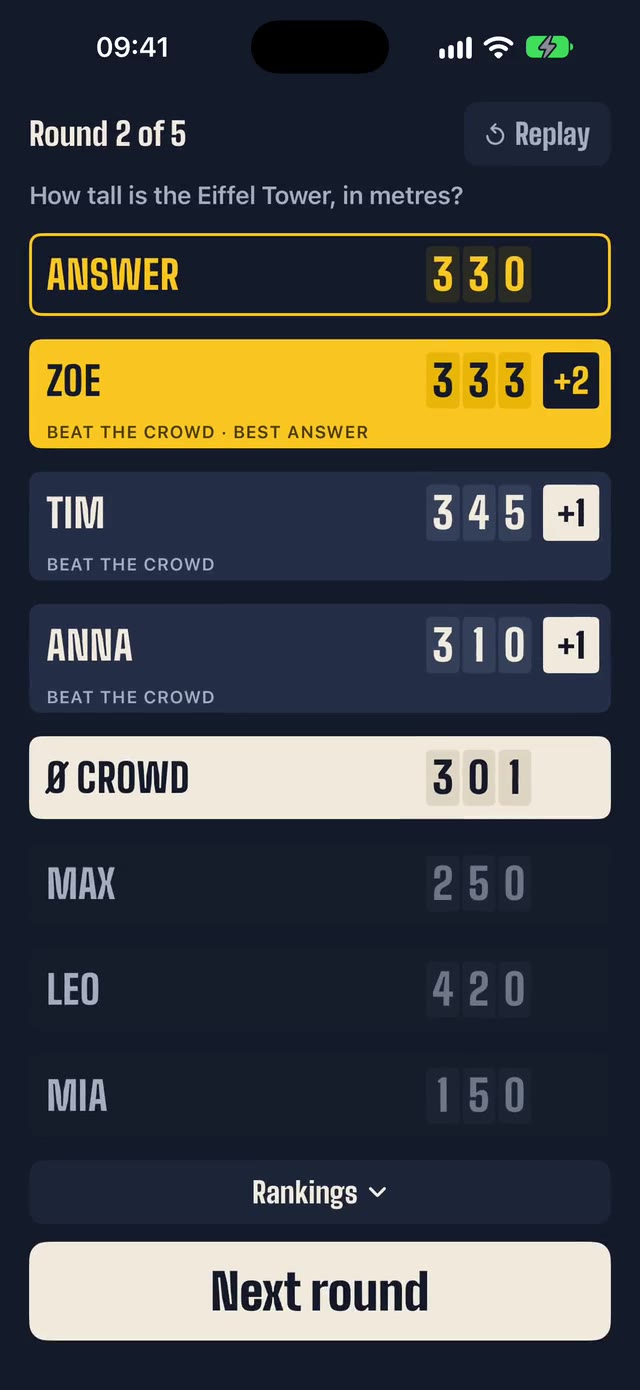 09:41
Round 2 of 5
Replay
How tall is the Eiffel Tower, in metres?
ANSWER 330
ZOE 333 +2
BEAT THE CROWD · BEST ANSWER
TIM 345 +1
BEAT THE CROWD
ANNA 310 +1
BEAT THE CROWD
Ø CROWD 301
MAX 250
LEO 420
MIA 150
Rankings
Next round